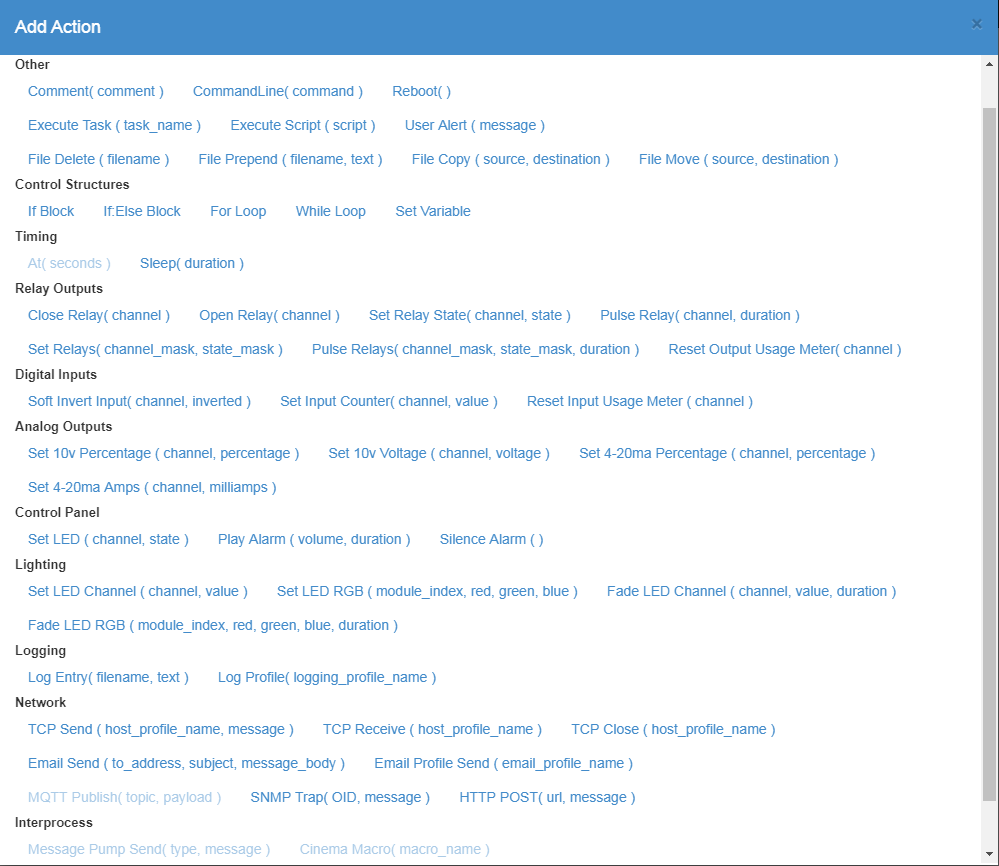 Add Action ×
Other
Comment( comment ) CommandLine( command ) Reboot( )
Execute Task ( task_name ) Execute Script ( script ) User Alert ( message )
File Delete ( filename ) File Prepend ( filename, text ) File Copy ( source, destination ) File Move ( source, destination )
Control Structures
If Block If:Else Block For Loop While Loop Set Variable
Timing
At( seconds ) Sleep( duration )
Relay Outputs
Close Relay( channel ) Open Relay( channel ) Set Relay State( channel, state ) Pulse Relay( channel, duration )
Set Relays( channel_mask, state_mask ) Pulse Relays( channel_mask, state_mask, duration ) Reset Output Usage Meter( channel )
Digital Inputs
Soft Invert Input( channel, inverted ) Set Input Counter( channel, value ) Reset Input Usage Meter ( channel )
Analog Outputs
Set 10v Percentage ( channel, percentage ) Set 10v Voltage ( channel, voltage ) Set 4-20ma Percentage ( channel, percentage )
Set 4-20ma Amps ( channel, milliamps )
Control Panel
Set LED ( channel, state ) Play Alarm ( volume, duration ) Silence Alarm ( )
Lighting
Set LED Channel ( channel, value ) Set LED RGB ( module_index, red, green, blue ) Fade LED Channel ( channel, value, duration )
Fade LED RGB ( module_index, red, green, blue, duration )
Logging
Log Entry( filename, text ) Log Profile( logging_profile_name )
Network
TCP Send ( host_profile_name, message ) TCP Receive ( host_profile_name ) TCP Close ( host_profile_name )
Email Send ( to_address, subject, message_body ) Email Profile Send ( email_profile_name )
MQTT Publish( topic, payload ) SNMP Trap( OID, message ) HTTP POST( url, message )
Interprocess
Message Pump Send( type, message ) Cinema Macro( macro_name )